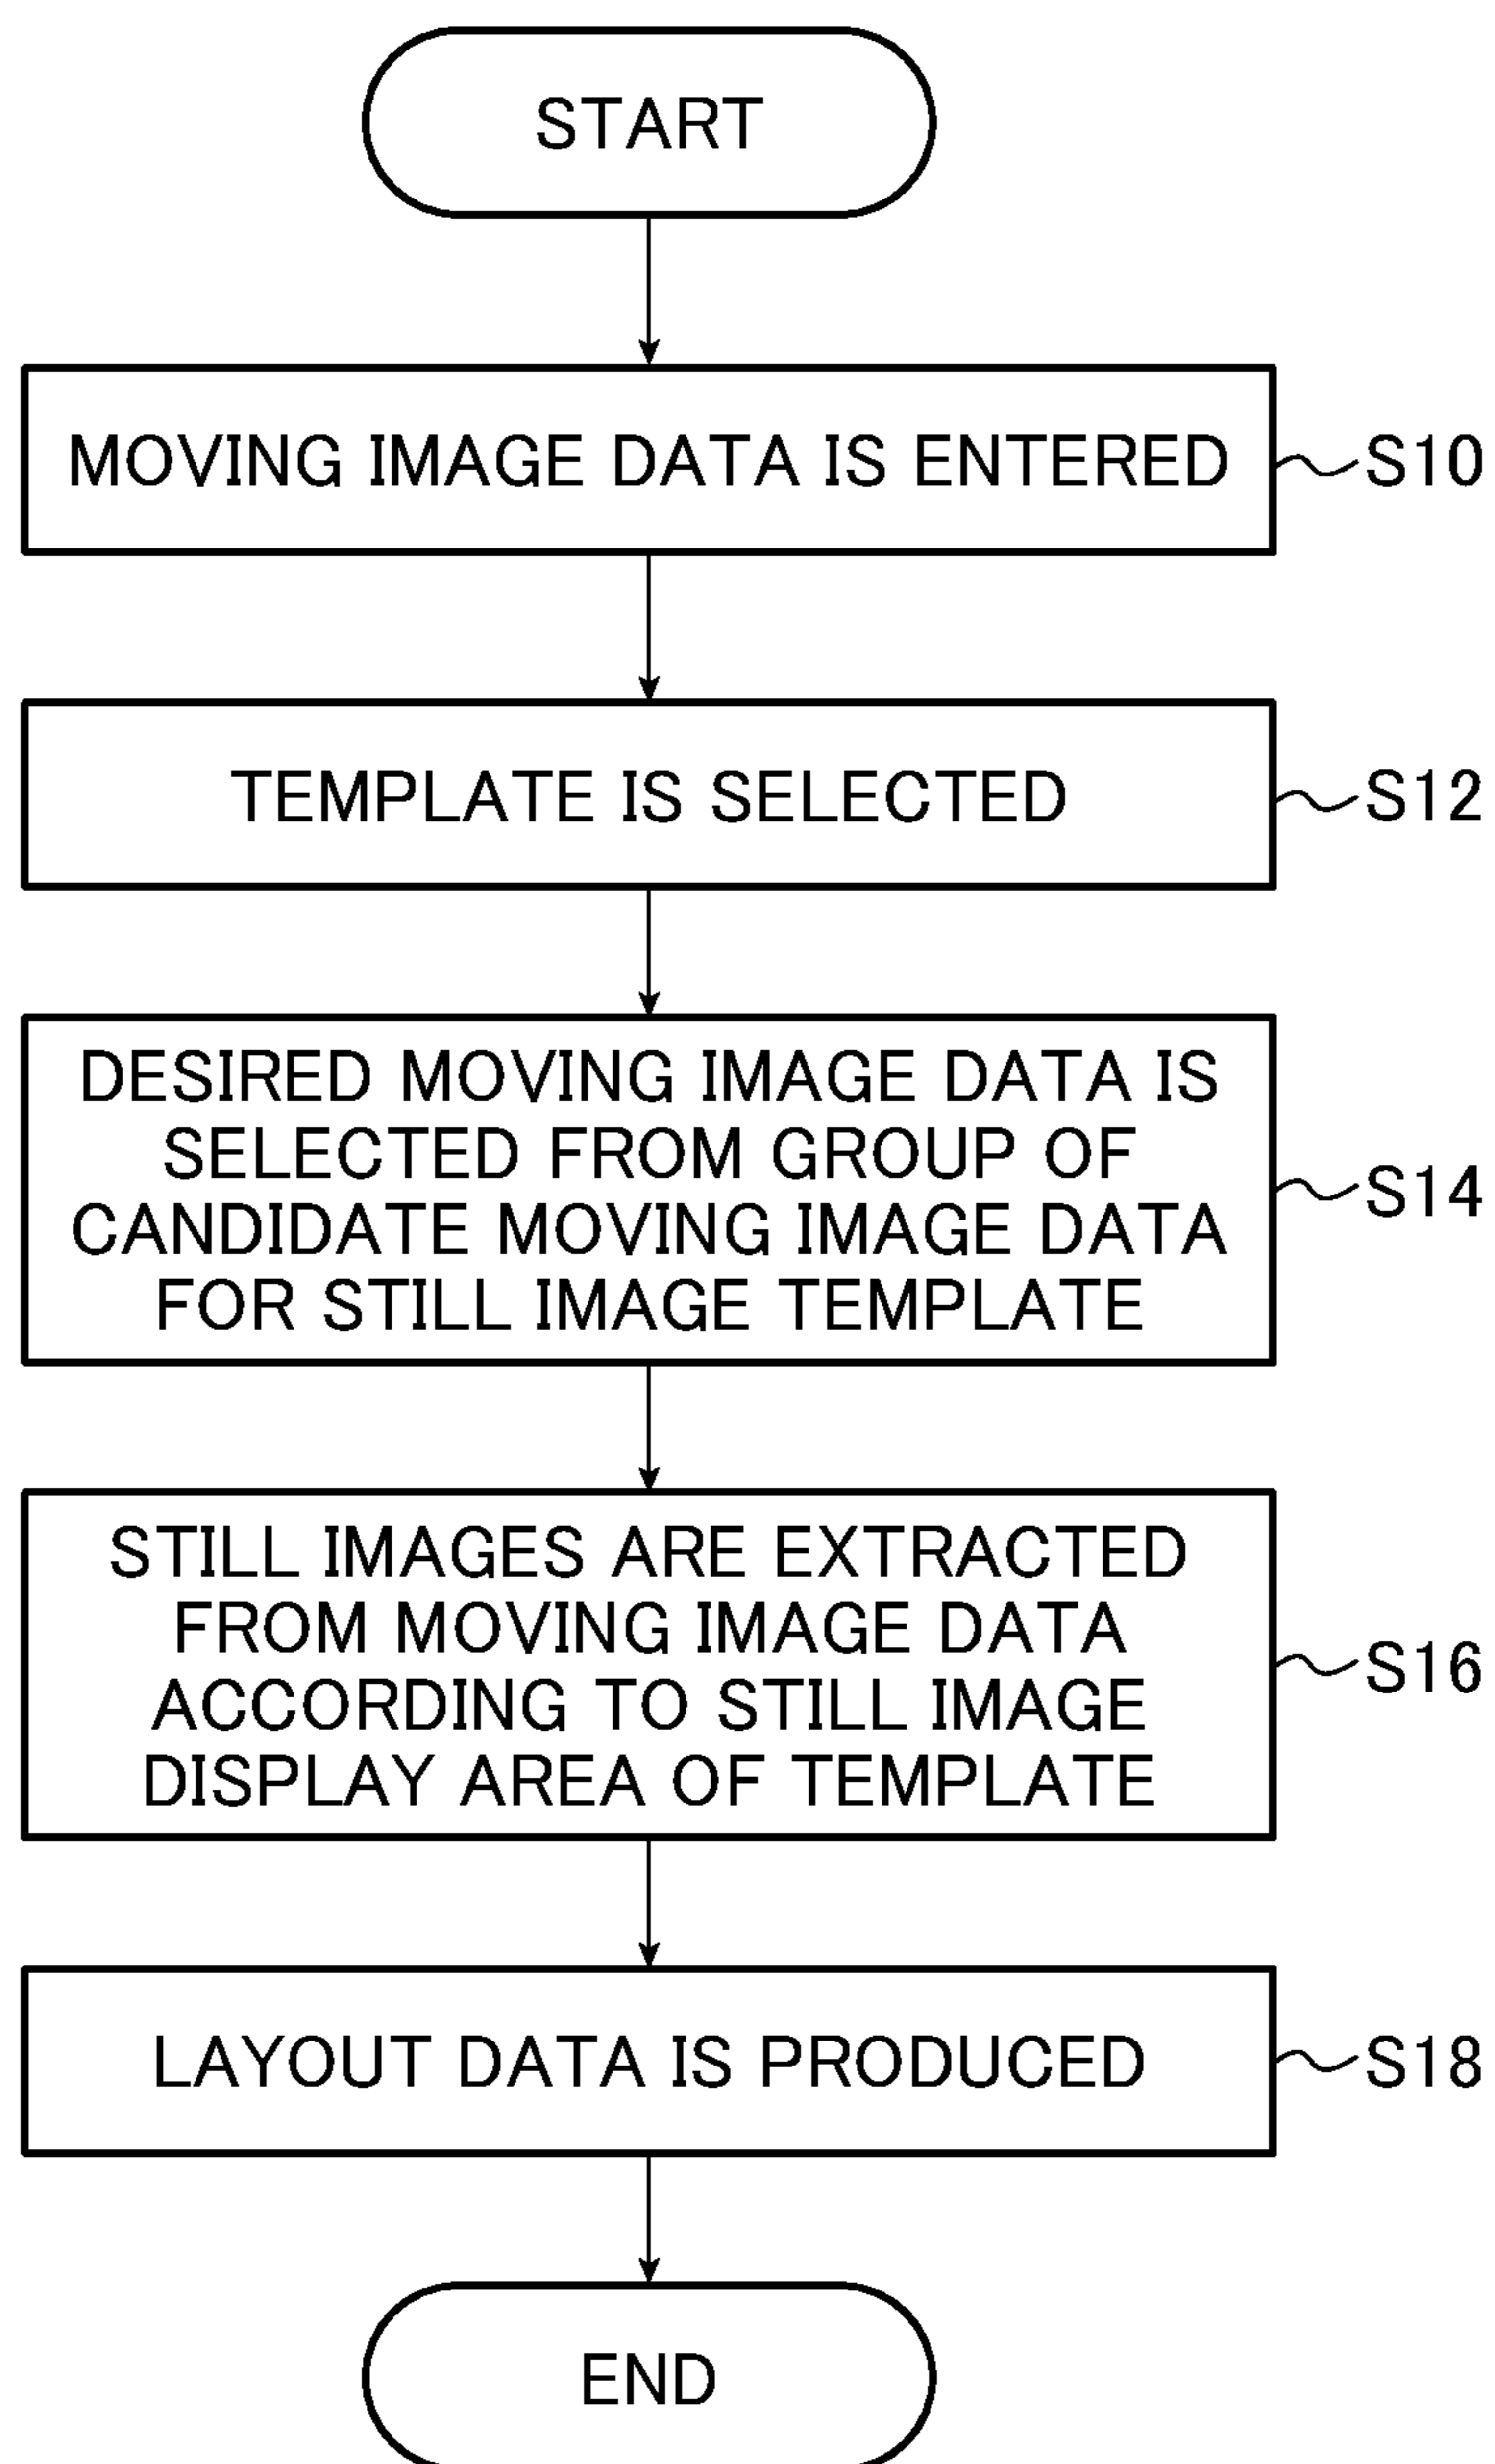 START
MOVING IMAGE DATA IS ENTERED
S10
TEMPLATE IS SELECTED
S12
DESIRED MOVING IMAGE DATA IS
SELECTED FROM GROUP OF
CANDIDATE MOVING IMAGE DATA
FOR STILL IMAGE TEMPLATE
S14
STILL IMAGES ARE EXTRACTED
FROM MOVING IMAGE DATA
ACCORDING TO STILL IMAGE
DISPLAY AREA OF TEMPLATE
S16
LAYOUT DATA IS PRODUCED
S18
END